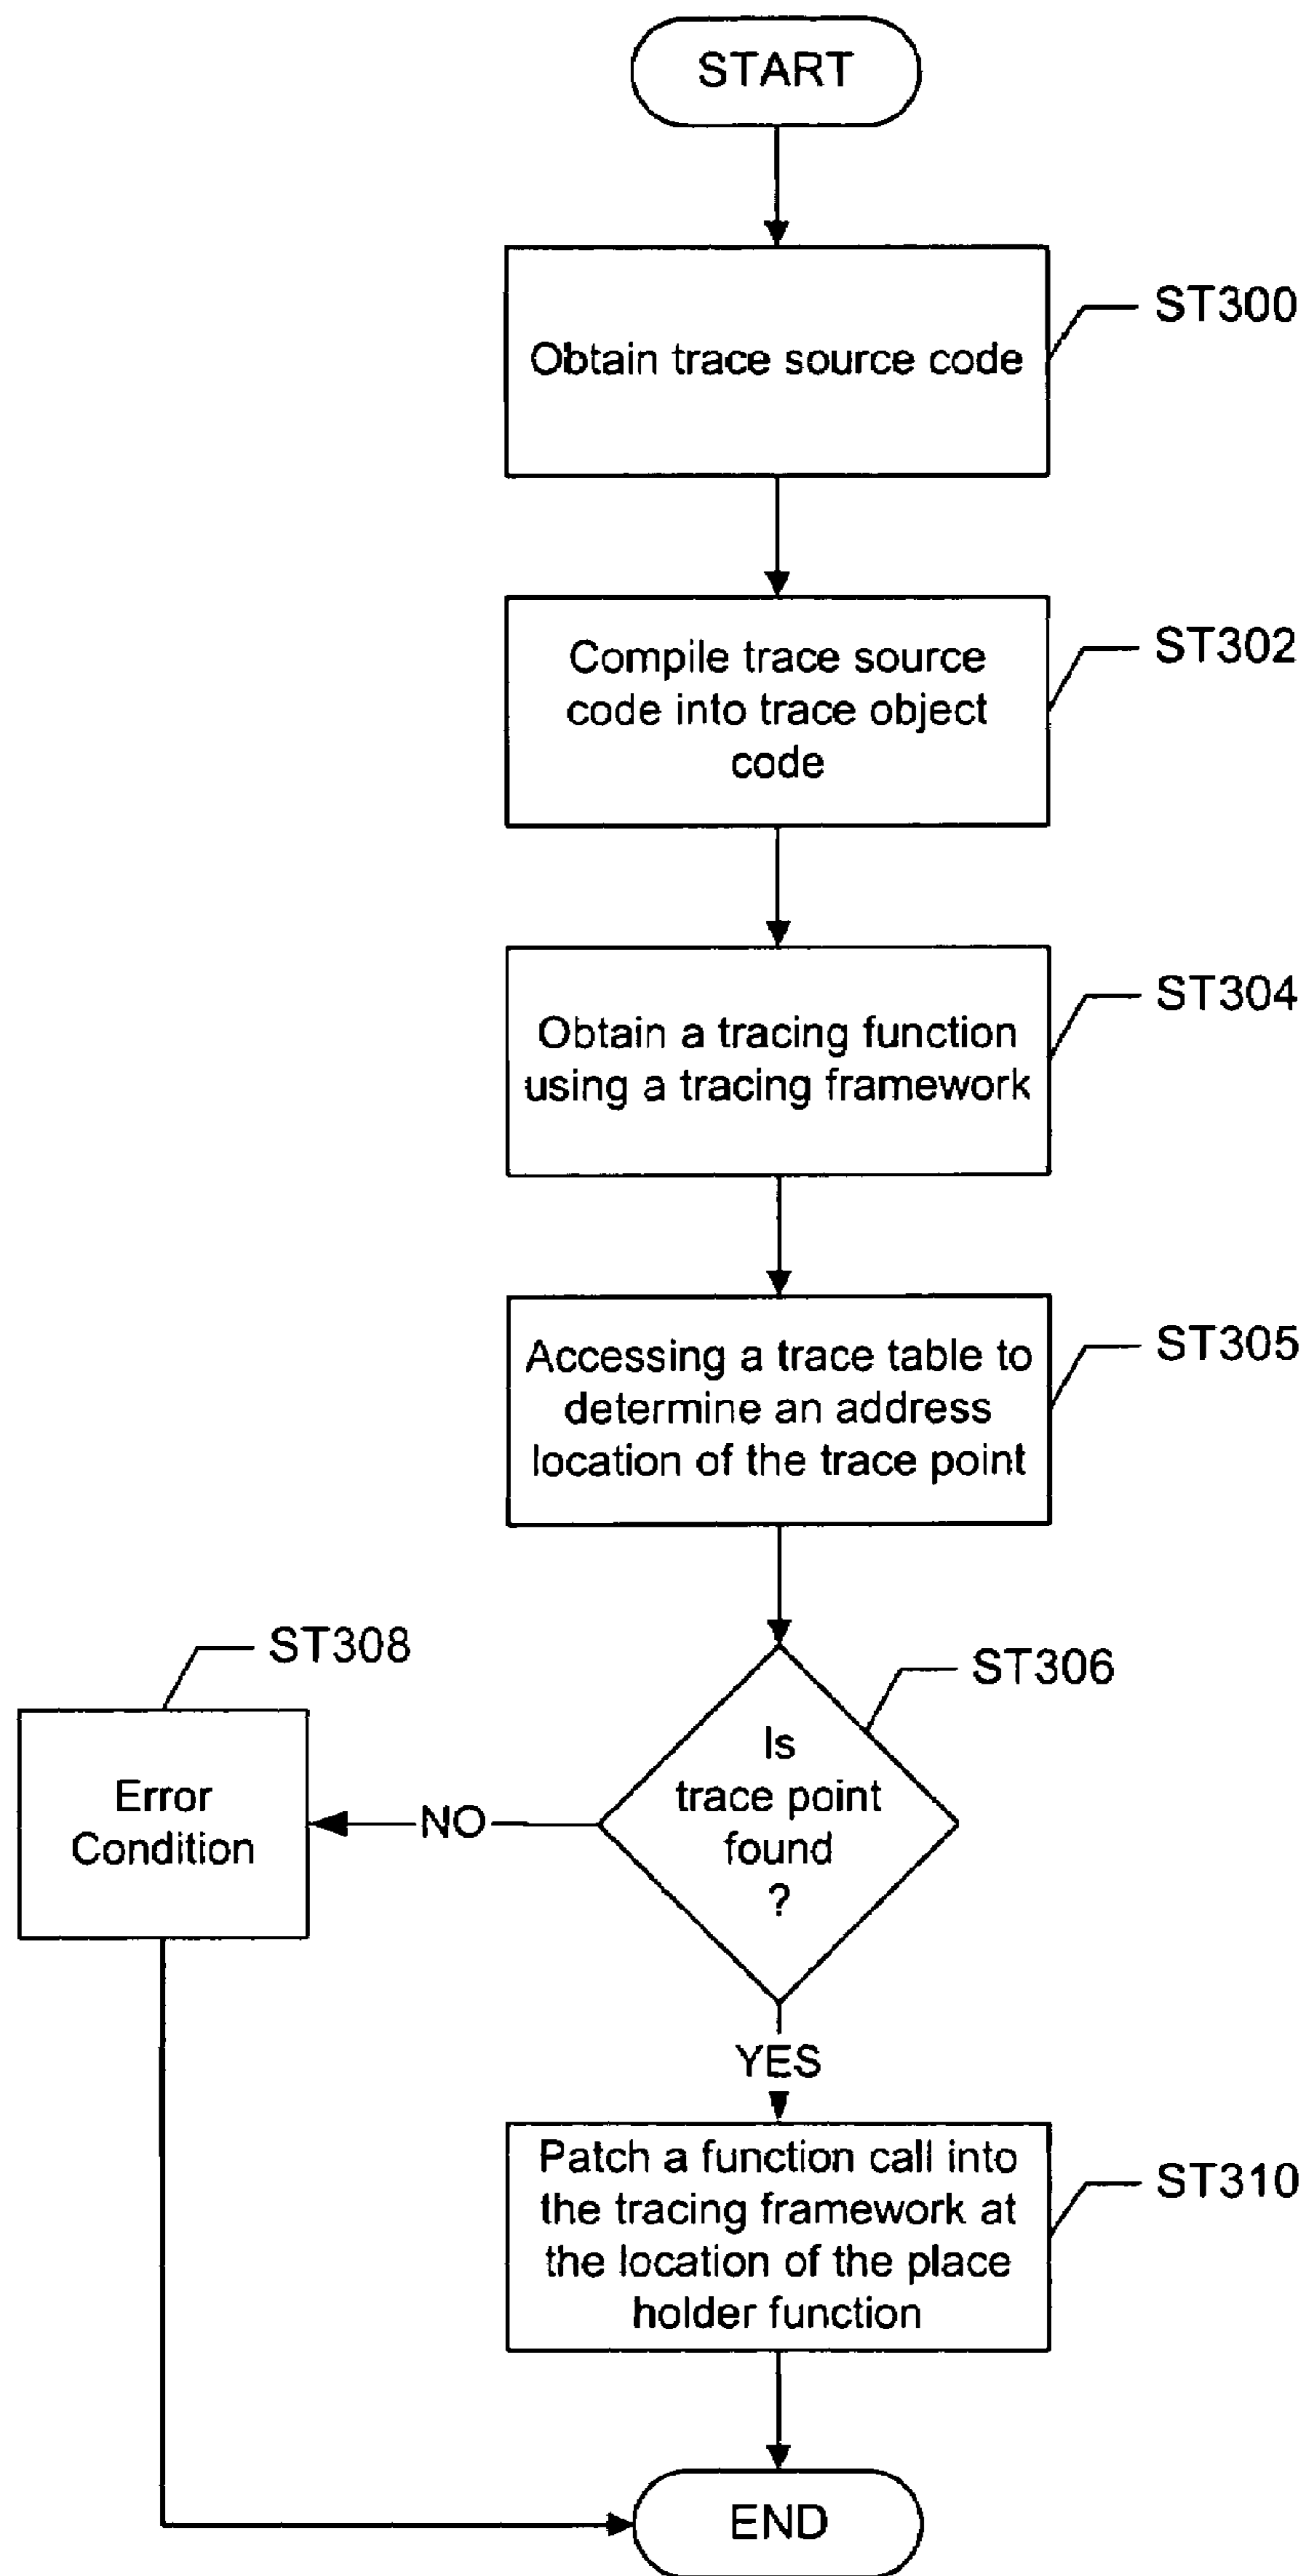 START
Obtain trace source code
ST300
Compile trace source
code into trace object
code
ST302
Obtain a tracing function
using a tracing framework
ST304
Accessing a trace table to
determine an address
location of the trace point
ST305
Is
trace point
found
?
ST306
NO
Error
Condition
ST308
YES
Patch a function call into
the tracing framework at
the location of the place
holder function
ST310
END